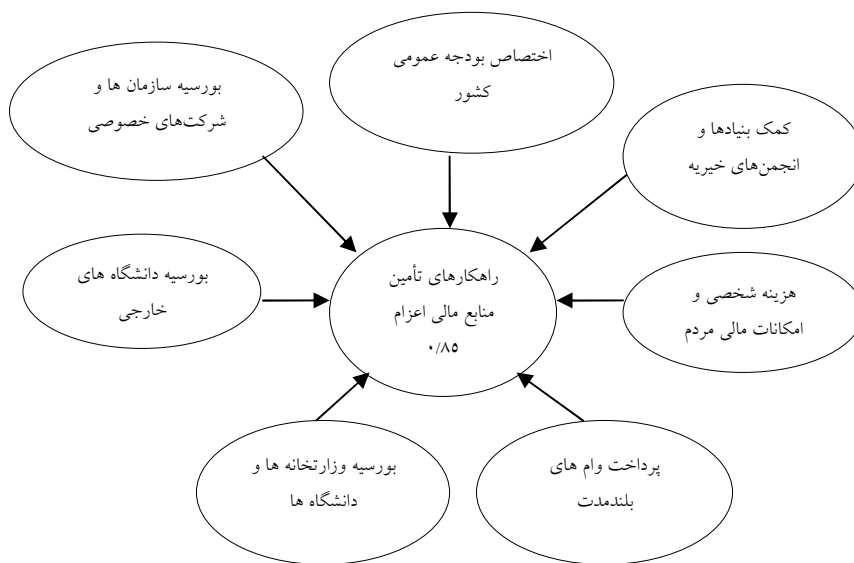 اختصاص بودجه عمومی
کشور
بورسیه سازمان ها و
شرکت‌های خصوصی
کمک بنیادها و
انجمن‌های خیریه
راهکارهای تأمین
منابع مالی اعزام
۰/۸۵
بورسیه دانشگاه های
خارجی
هزینه شخصی و
امکانات مالی مردم
بورسیه وزارتخانه ها و
دانشگاه ها
پرداخت وام های
بلندمدت